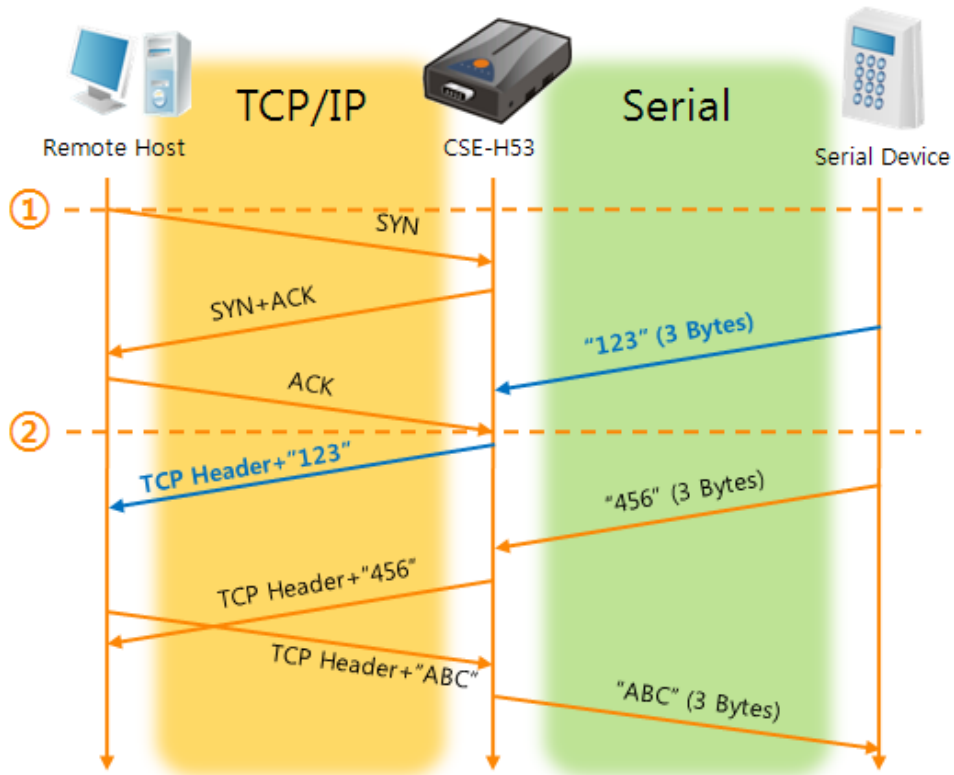 TCP/IP
Serial
Remote Host
CSE-H53
Serial Device
①
SYN
SYN+ACK
“123” (3 Bytes)
ACK
②
TCP Header+“123”
“456” (3 Bytes)
TCP Header+“456”
TCP Header+“ABC”
“ABC” (3 Bytes)